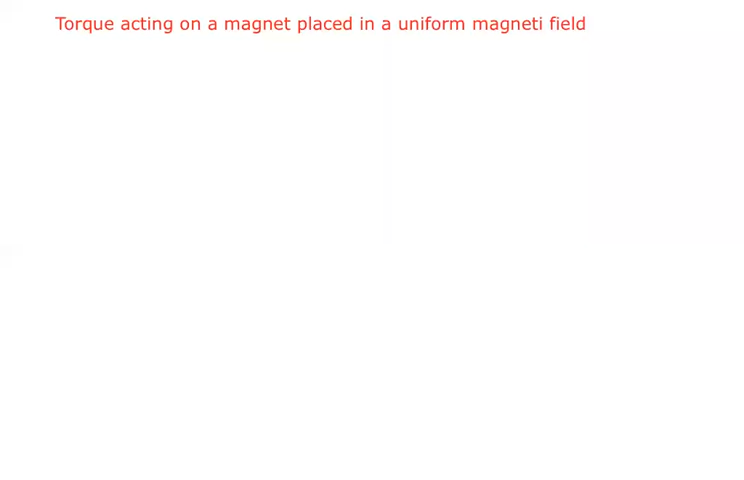 Torque acting on a magnet placed in a uniform magneti field